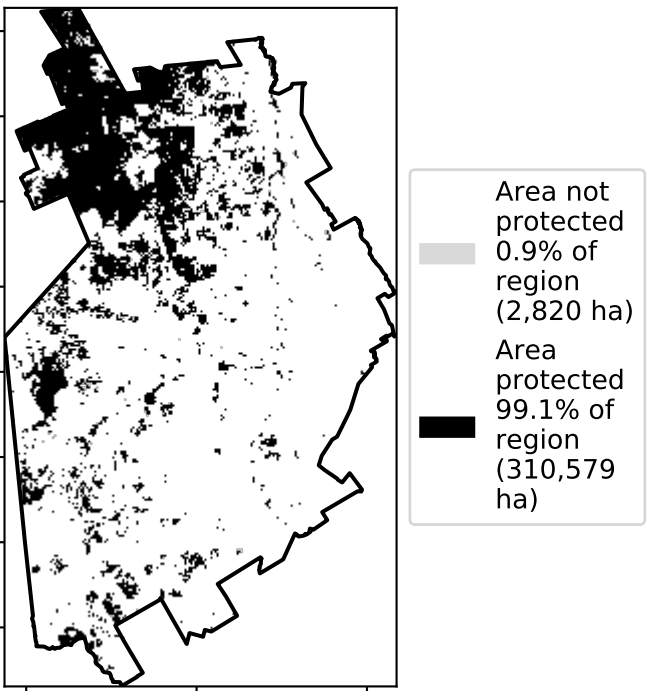 Area not
protected
0.9% of
region
(2,820 ha)
Area
protected
99.1% of
region
(310,579
ha)